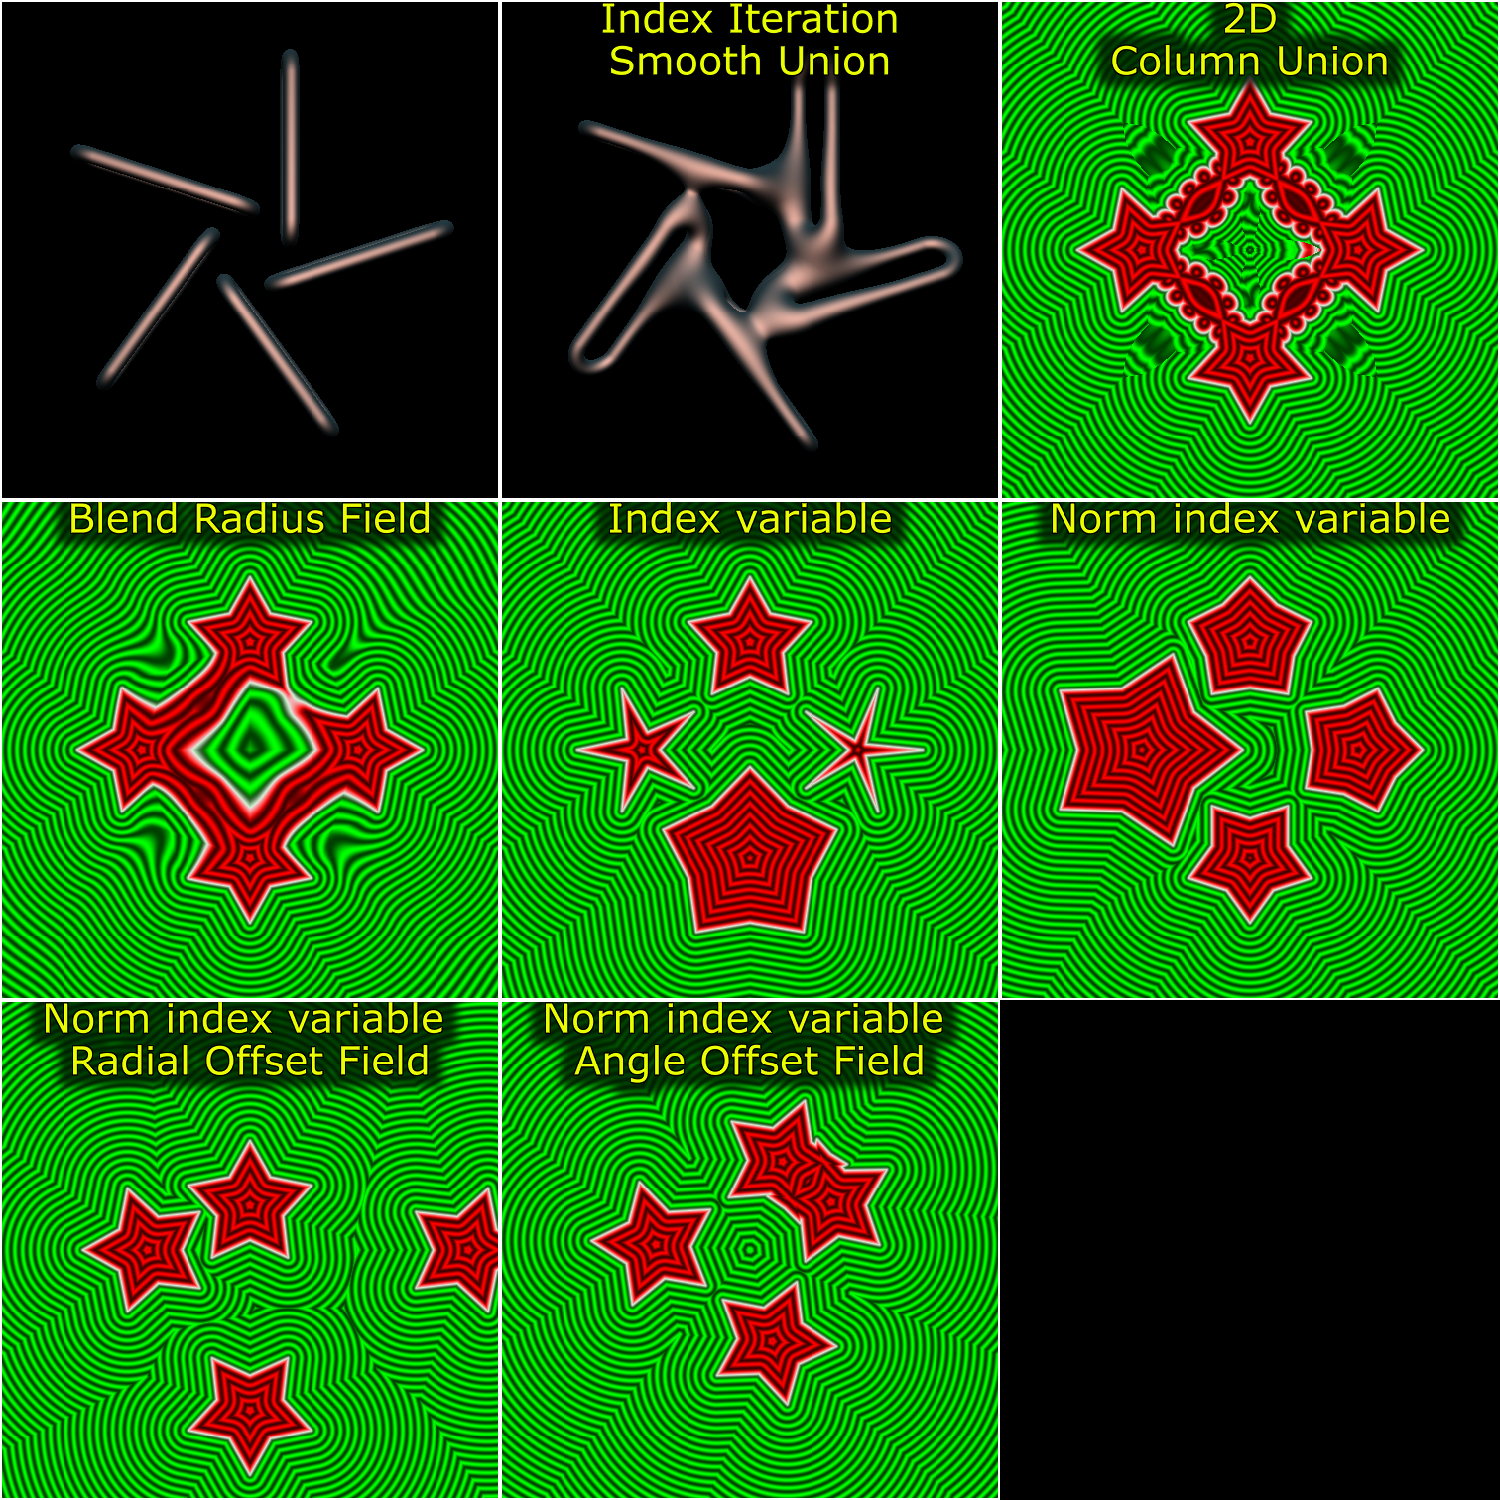 Index Iteration
Smooth Union
2D
Column Union
Blend Radius Field
Index variable
Norm index variable
Norm index variable
Radial Offset Field
Norm index variable
Angle Offset Field